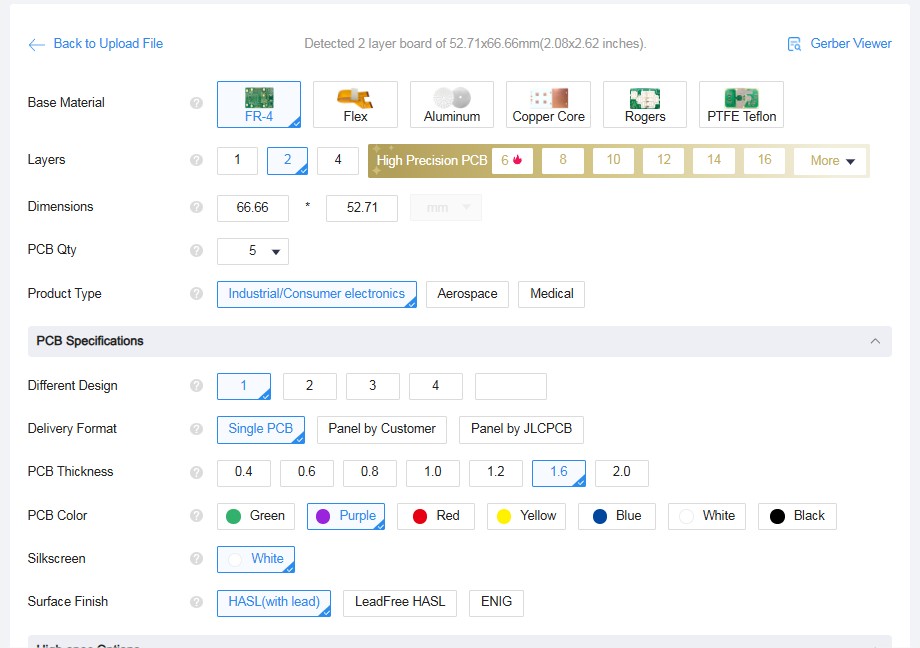 Back to Upload File Detected 2 layer board of 52.71x66.66mm(2.08x2.62 inches). Gerber Viewer
Base Material ? FR-4 Flex Aluminum Copper Core Rogers PTFE Teflon
Layers ? 1 2 4 High Precision PCB 6 8 10 12 14 16 More
Dimensions ? 66.66 * 52.71 mm
PCB Qty ? 5
Product Type ? Industrial/Consumer electronics Aerospace Medical
PCB Specifications
Different Design ? 1 2 3 4
Delivery Format ? Single PCB Panel by Customer Panel by JLCPCB
PCB Thickness ? 0.4 0.6 0.8 1.0 1.2 1.6 2.0
PCB Color ? Green Purple Red Yellow Blue White Black
Silkscreen ? White
Surface Finish ? HASL(with lead) LeadFree HASL ENIG